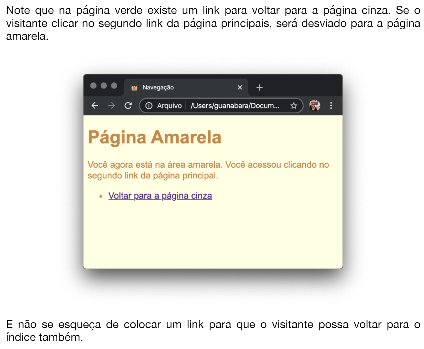 Note que na página verde existe um link para voltar para a página cinza. Se o
visitante clicar no segundo link da página principais, será desviado para a página
amarela.
Navegação
Arquivo | /Users/guanabara/Docum...
Página Amarela
Você agora está na área amarela. Você acessou clicando no
segundo link da página principal.
• Voltar para a página cinza
E não se esqueça de colocar um link para que o visitante possa voltar para o
índice também.